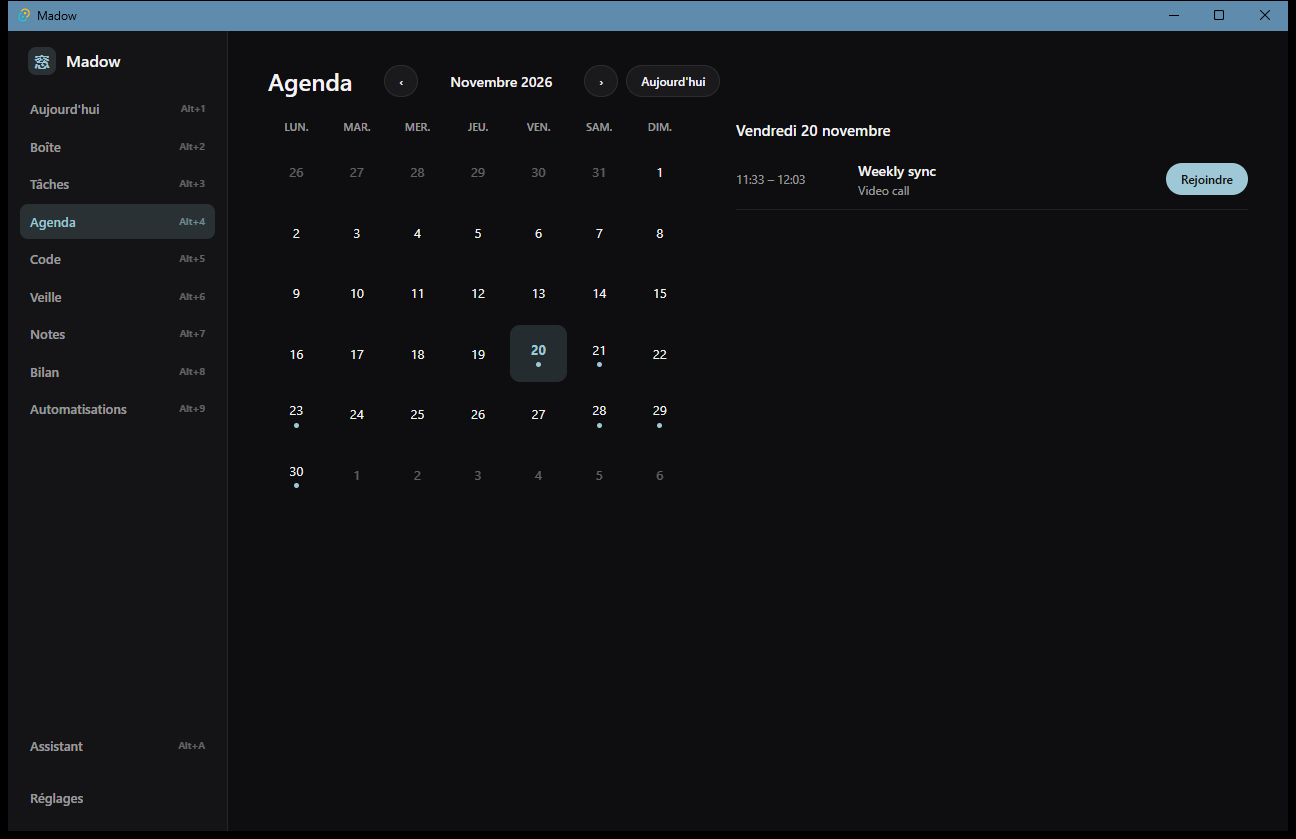 Madow
窓 Madow
Aujourd'hui Alt+1
Boîte Alt+2
Tâches Alt+3
Agenda Alt+4
Code Alt+5
Veille Alt+6
Notes Alt+7
Bilan Alt+8
Automatisations Alt+9
Assistant Alt+A
Réglages
Agenda ‹ Novembre 2026 › Aujourd'hui
LUN. MAR. MER. JEU. VEN. SAM. DIM.
26 27 28 29 30 31 1
2 3 4 5 6 7 8
9 10 11 12 13 14 15
16 17 18 19 20 21 22
23 24 25 26 27 28 29
30 1 2 3 4 5 6
Vendredi 20 novembre
11:33 – 12:03 Weekly sync Rejoindre
Video call